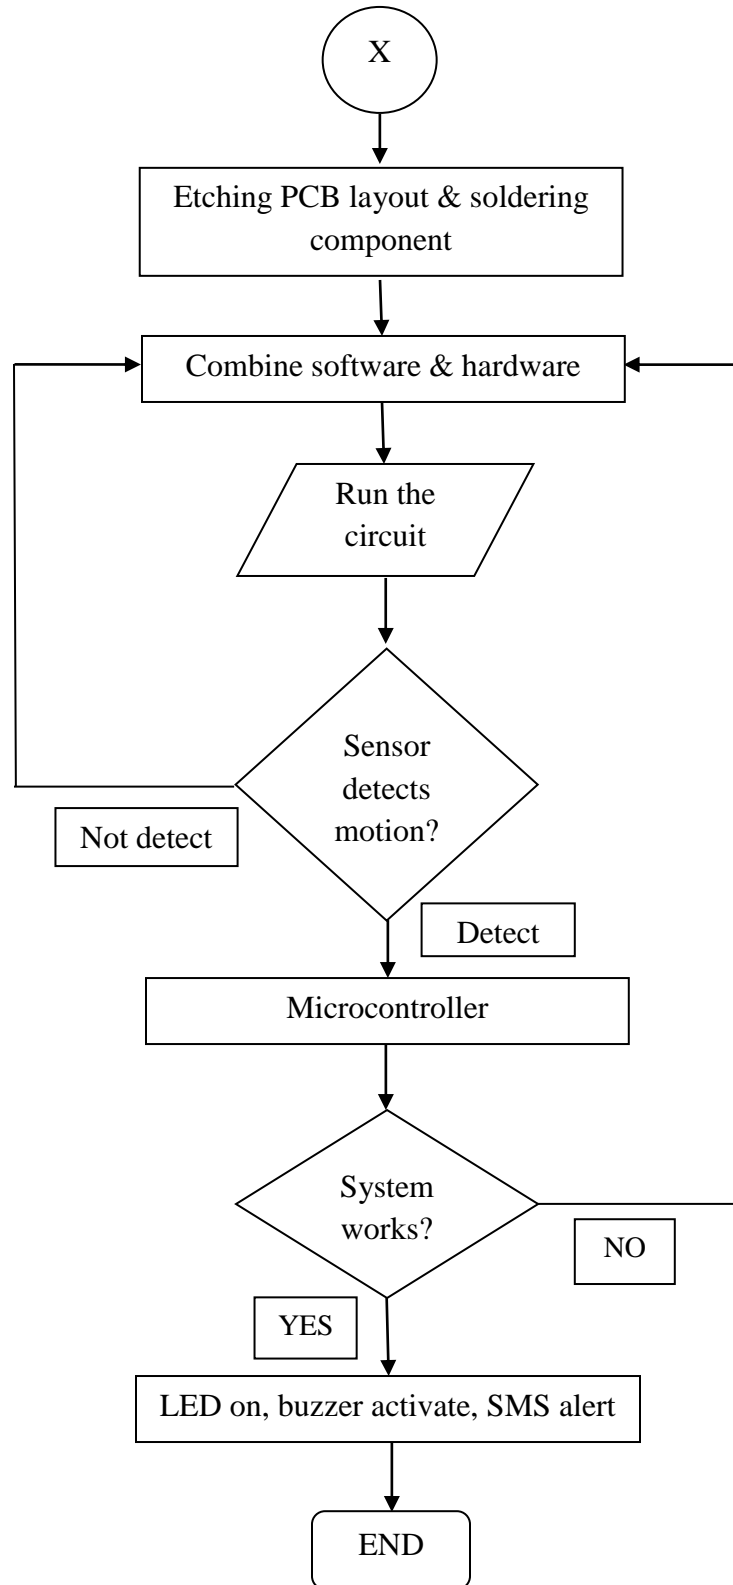 X
Etching PCB layout & soldering
component
Combine software & hardware
Run the
circuit
Sensor
detects
motion?
Not detect
Detect
Microcontroller
System
works?
NO
YES
LED on, buzzer activate, SMS alert
END